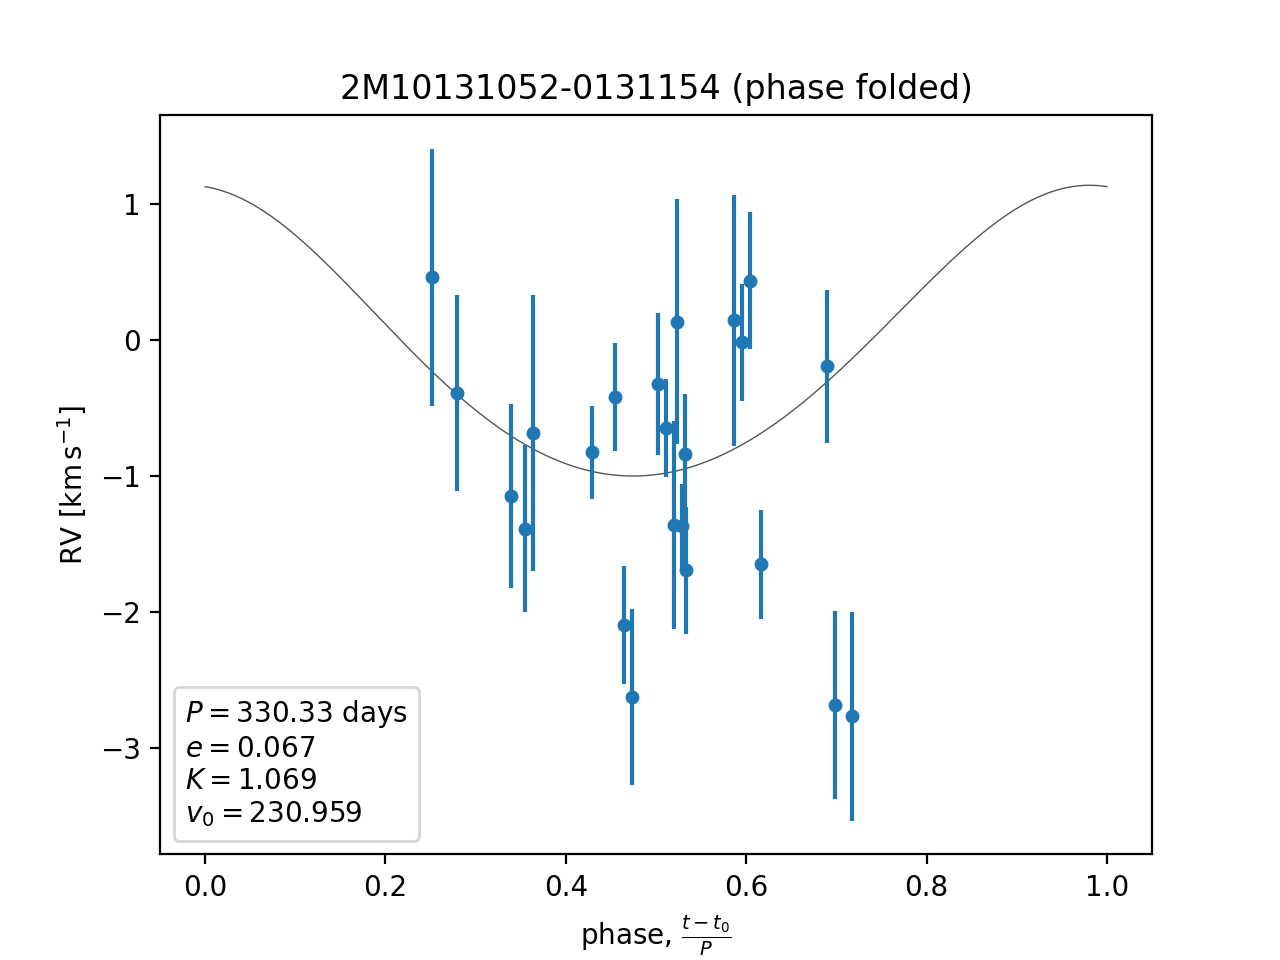 2M10131052-0131154 (phase folded)
RV [km s⁻¹]
1
0
−1
−2
−3
P = 330.33 days
e = 0.067
K = 1.069
v₀ = 230.959
0.0 0.2 0.4 0.6 0.8 1.0
phase, (t − t₀)/P